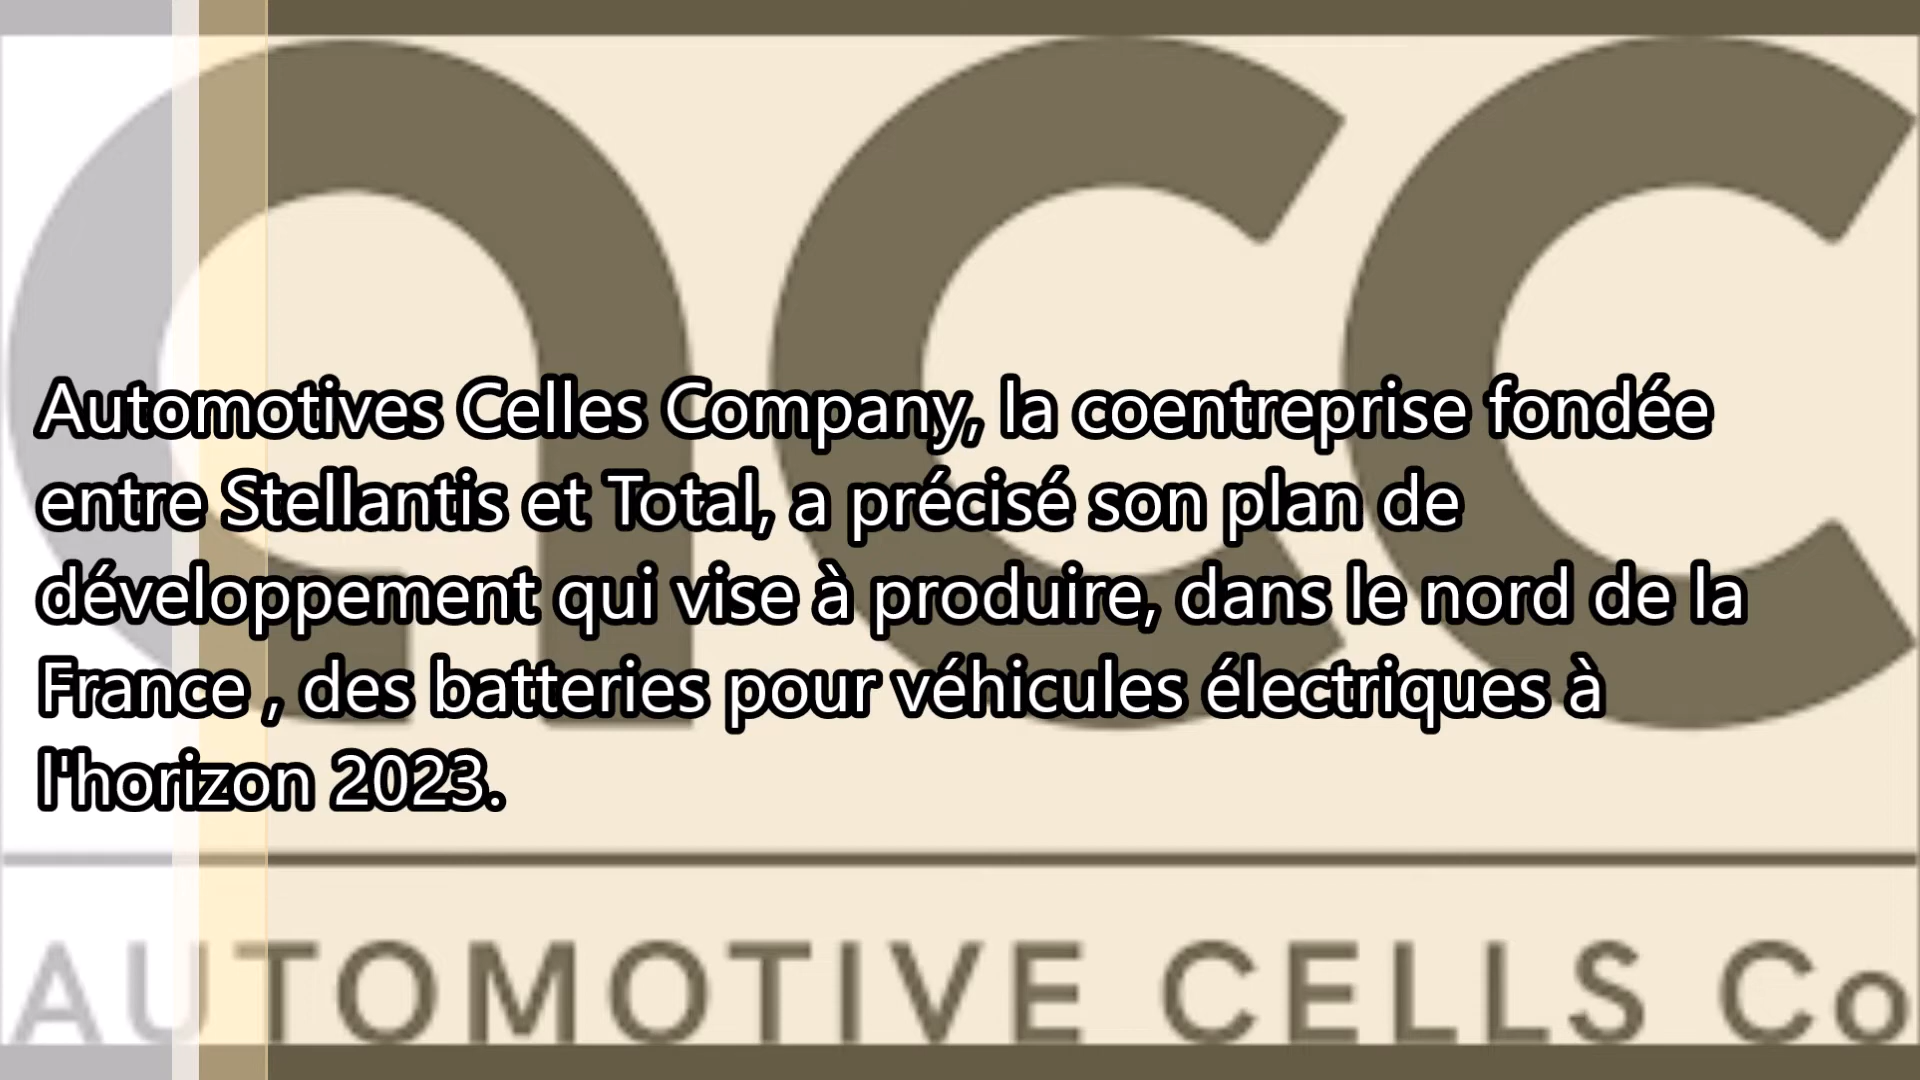 acc
Automotives Celles Company, la coentreprise fondée
entre Stellantis et Total, a précisé son plan de
développement qui vise à produire, dans le nord de la
France , des batteries pour véhicules électriques à
l'horizon 2023.
AUTOMOTIVE CELLS Co